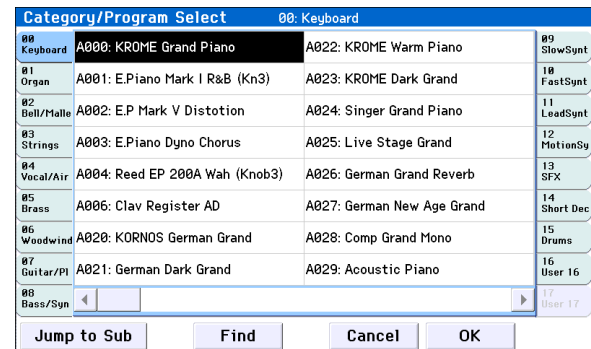 Category/Program Select 00: Keyboard
00
Keyboard
01
Organ
02
Bell/Malle
03
Strings
04
Vocal/Air
05
Brass
06
Woodwind
07
Guitar/Pl
08
Bass/Syn
A000: KROME Grand Piano
A001: E.Piano Mark I R&B (Kn3)
A002: E.P Mark V Distotion
A003: E.Piano Dyno Chorus
A004: Reed EP 200A Wah (Knob3)
A006: Clav Register AD
A020: KORNOS German Grand
A021: German Dark Grand
A022: KROME Warm Piano
A023: KROME Dark Grand
A024: Singer Grand Piano
A025: Live Stage Grand
A026: German Grand Reverb
A027: German New Age Grand
A028: Comp Grand Mono
A029: Acoustic Piano
09
SlowSynt
10
FastSynt
11
LeadSynt
12
MotionSy
13
SFX
14
Short Dec
15
Drums
16
User 16
17
User 17
Jump to Sub
Find
Cancel
OK